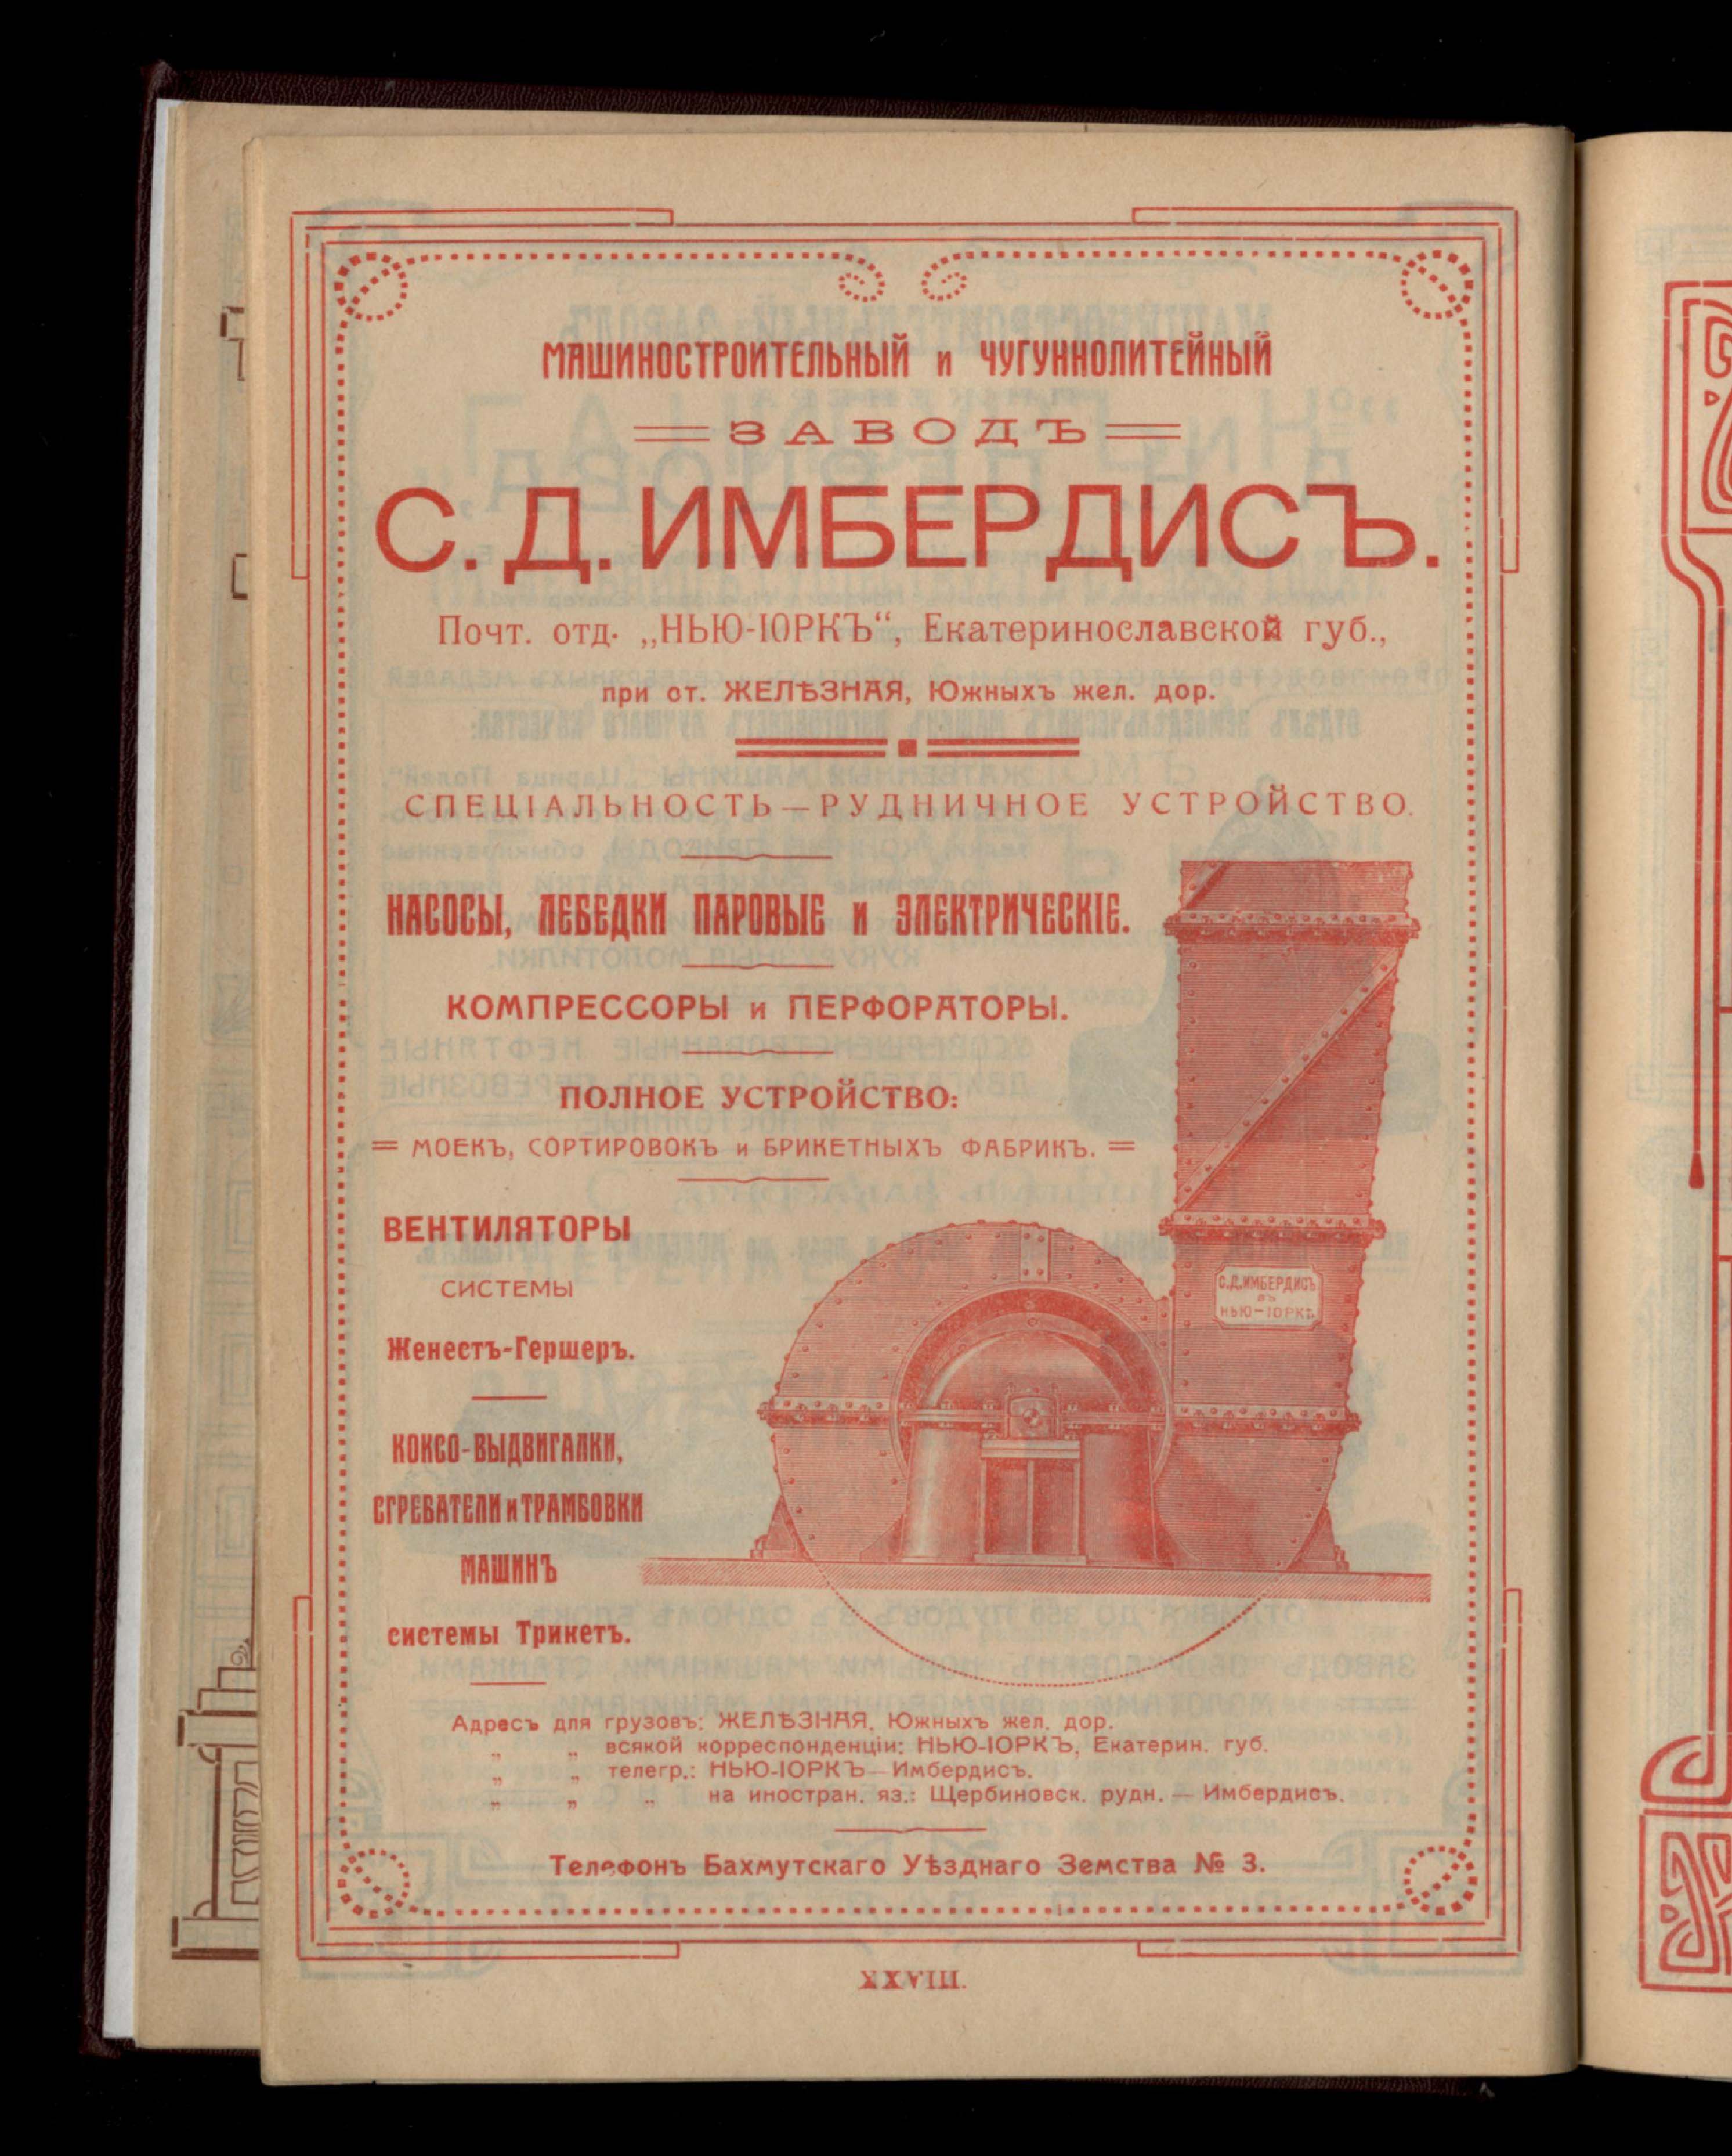 МАШИНОСТРОИТЕЛЬНЫЙ и ЧУГУННОЛИТЕЙНЫЙ
ЗАВОДЪ
С. Д. ИМБЕРДИСЪ.
Почт. отд. „НЬЮ-ІОРКЪ“, Екатеринославской губ.,
при ст. ЖЕЛѢЗНАЯ, Южныхъ жел. дор.
СПЕЦІАЛЬНОСТЬ — РУДНИЧНОЕ УСТРОЙСТВО.
НАСОСЫ, ЛЕБЕДКИ ПАРОВЫЕ и ЭЛЕКТРИЧЕСКІЕ.
КОМПРЕССОРЫ и ПЕРФОРАТОРЫ.
ПОЛНОЕ УСТРОЙСТВО:
= МОЕКЪ, СОРТИРОВОКЪ и БРИКЕТНЫХЪ ФАБРИКЪ. =
ВЕНТИЛЯТОРЫ
СИСТЕМЫ
Женестъ-Гершеръ.
КОКСО-ВЫДВИГАЛКИ,
СГРЕБАТЕЛИ и ТРАМБОВКИ
МАШИНЪ
системы Трикетъ.
С.Д.ИМБЕРДИСЪ
ВЪ
НЬЮ-ІОРКѢ
Адресъ для грузовъ: ЖЕЛѢЗНАЯ, Южныхъ жел. дор.
„ „ всякой корреспонденціи: НЬЮ-ІОРКЪ, Екатерин. губ.
„ „ телегр.: НЬЮ-ІОРКЪ—Имбердисъ.
„ „ „ на иностран. яз.: Щербиновск. рудн. — Имбердисъ.
Телефонъ Бахмутскаго Уѣзднаго Земства № 3.
XXVIII.